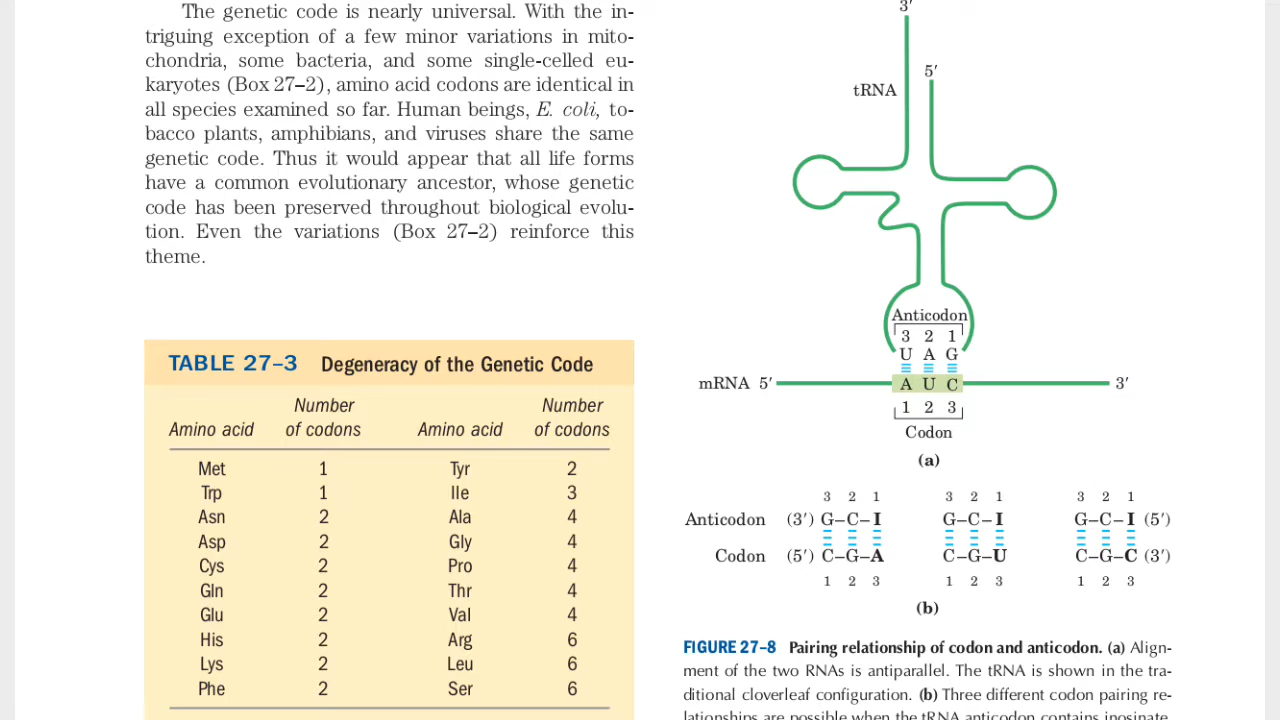 The genetic code is nearly universal. With the in-
triguing exception of a few minor variations in mito-
chondria, some bacteria, and some single-celled eu-
karyotes (Box 27–2), amino acid codons are identical in
all species examined so far. Human beings, E. coli, to-
bacco plants, amphibians, and viruses share the same
genetic code. Thus it would appear that all life forms
have a common evolutionary ancestor, whose genetic
code has been preserved throughout biological evolu-
tion. Even the variations (Box 27–2) reinforce this
theme.
TABLE 27–3 Degeneracy of the Genetic Code
Number Number
Amino acid of codons Amino acid of codons
Met 1 Tyr 2
Trp 1 Ile 3
Asn 2 Ala 4
Asp 2 Gly 4
Cys 2 Pro 4
Gln 2 Thr 4
Glu 2 Val 4
His 2 Arg 6
Lys 2 Leu 6
Phe 2 Ser 6
3′
5′
tRNA
Anticodon
3 2 1
U A G
mRNA 5′ A U C 3′
1 2 3
Codon
(a)
3 2 1 3 2 1 3 2 1
Anticodon (3′) G–C–I G–C–I G–C–I (5′)
Codon (5′) C–G–A C–G–U C–G–C (3′)
1 2 3 1 2 3 1 2 3
(b)
FIGURE 27–8 Pairing relationship of codon and anticodon. (a) Align-
ment of the two RNAs is antiparallel. The tRNA is shown in the tra-
ditional cloverleaf configuration. (b) Three different codon pairing re-
lationships are possible when the tRNA anticodon contains inosinate.